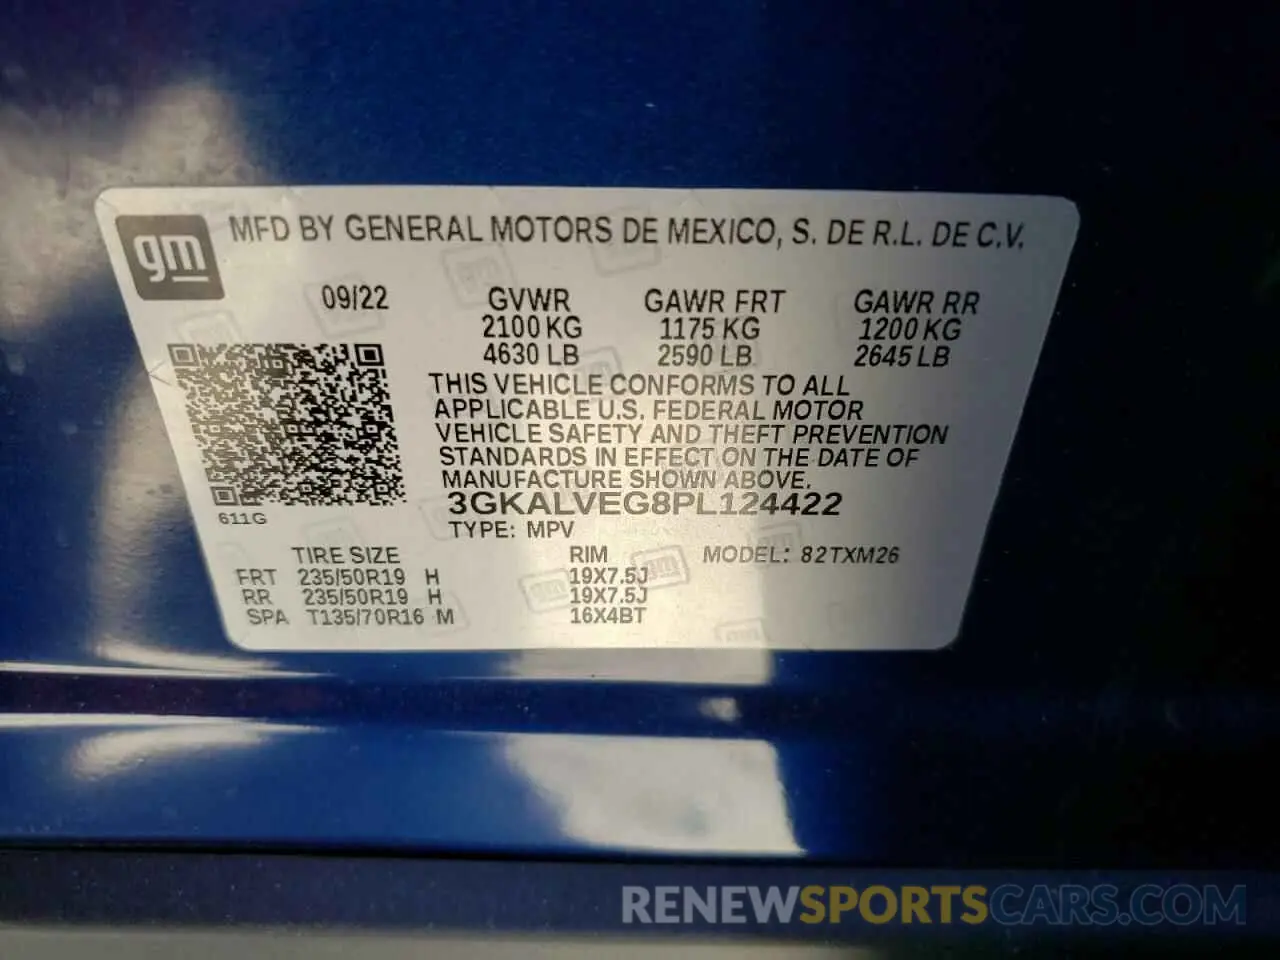 gm
MFD BY GENERAL MOTORS DE MEXICO, S. DE R.L. DE C.V.
09/22 GVWR GAWR FRT GAWR RR
2100 KG 1175 KG 1200 KG
4630 LB 2590 LB 2645 LB
THIS VEHICLE CONFORMS TO ALL
APPLICABLE U.S. FEDERAL MOTOR
VEHICLE SAFETY AND THEFT PREVENTION
STANDARDS IN EFFECT ON THE DATE OF
MANUFACTURE SHOWN ABOVE.
3GKALVEG8PL124422
611G
TYPE: MPV
TIRE SIZE RIM MODEL: 82TXM26
FRT 235/50R19 H 19X7.5J
RR 235/50R19 H 19X7.5J
SPA T135/70R16 M 16X4BT
RENEWSPORTSCARS.COM